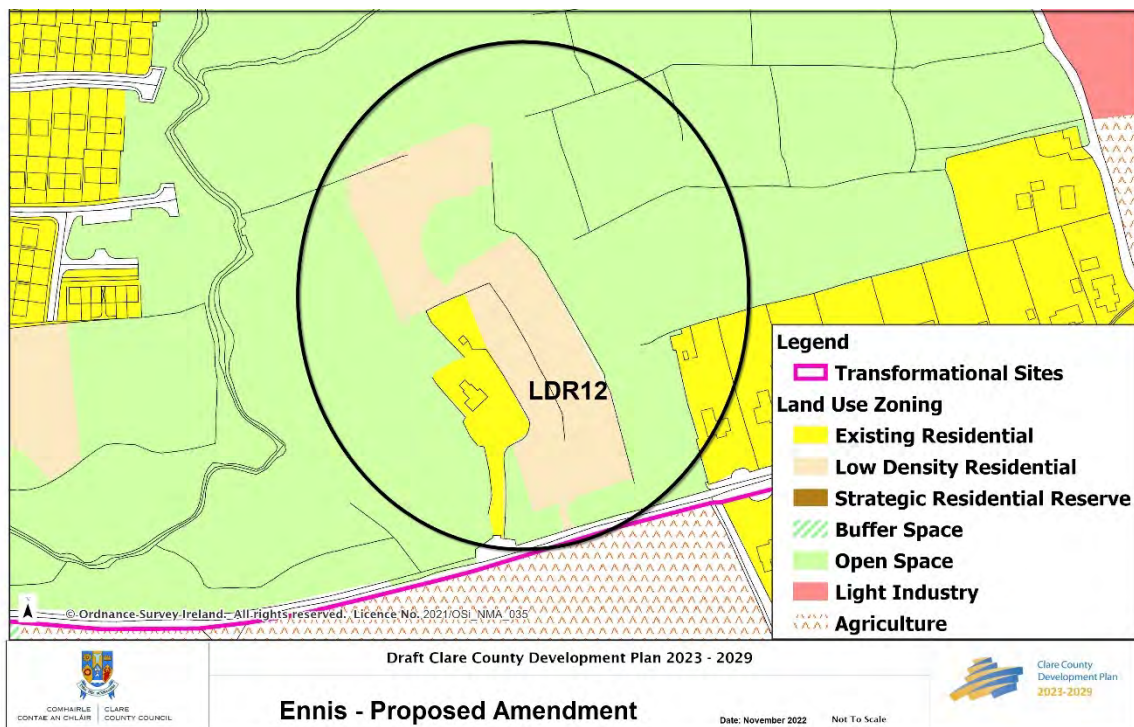 LDR12
Legend
Transformational Sites
Land Use Zoning
Existing Residential
Low Density Residential
Strategic Residential Reserve
Buffer Space
Open Space
Light Industry
Agriculture
N
© Ordnance Survey Ireland. All rights reserved. Licence No. 2021/OSi_NMA_035
Draft Clare County Development Plan 2023 - 2029
COMHAIRLE CONTAE AN CHLÁIR
CLARE COUNTY COUNCIL
Ennis - Proposed Amendment
Date: November 2022
Not To Scale
Clare County
Development Plan
2023-2029